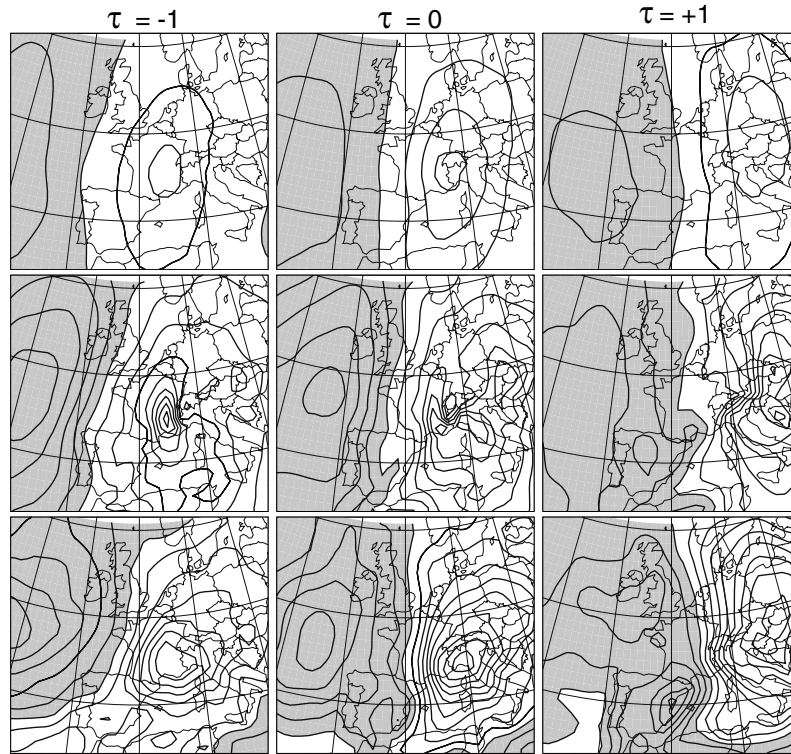 τ = -1
τ = 0
τ = +1